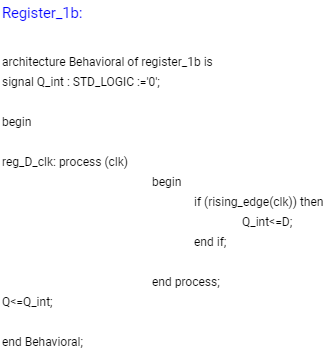 Register_1b:
architecture Behavioral of register_1b is
signal Q_int : STD_LOGIC :='0';
begin
reg_D_clk: process (clk)
begin
if (rising_edge(clk)) then
Q_int<=D;
end if;
end process;
Q<=Q_int;
end Behavioral;